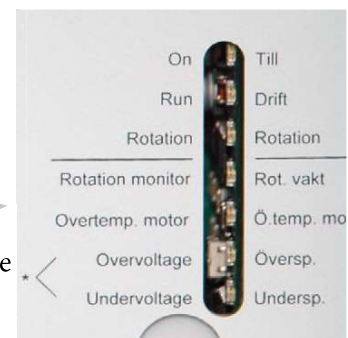 On Till
Run Drift
Rotation Rotation
Rotation monitor Rot. vakt
Overtemp. motor Ö.temp. mo
e
* Overvoltage Översp.
Undervoltage Undersp.